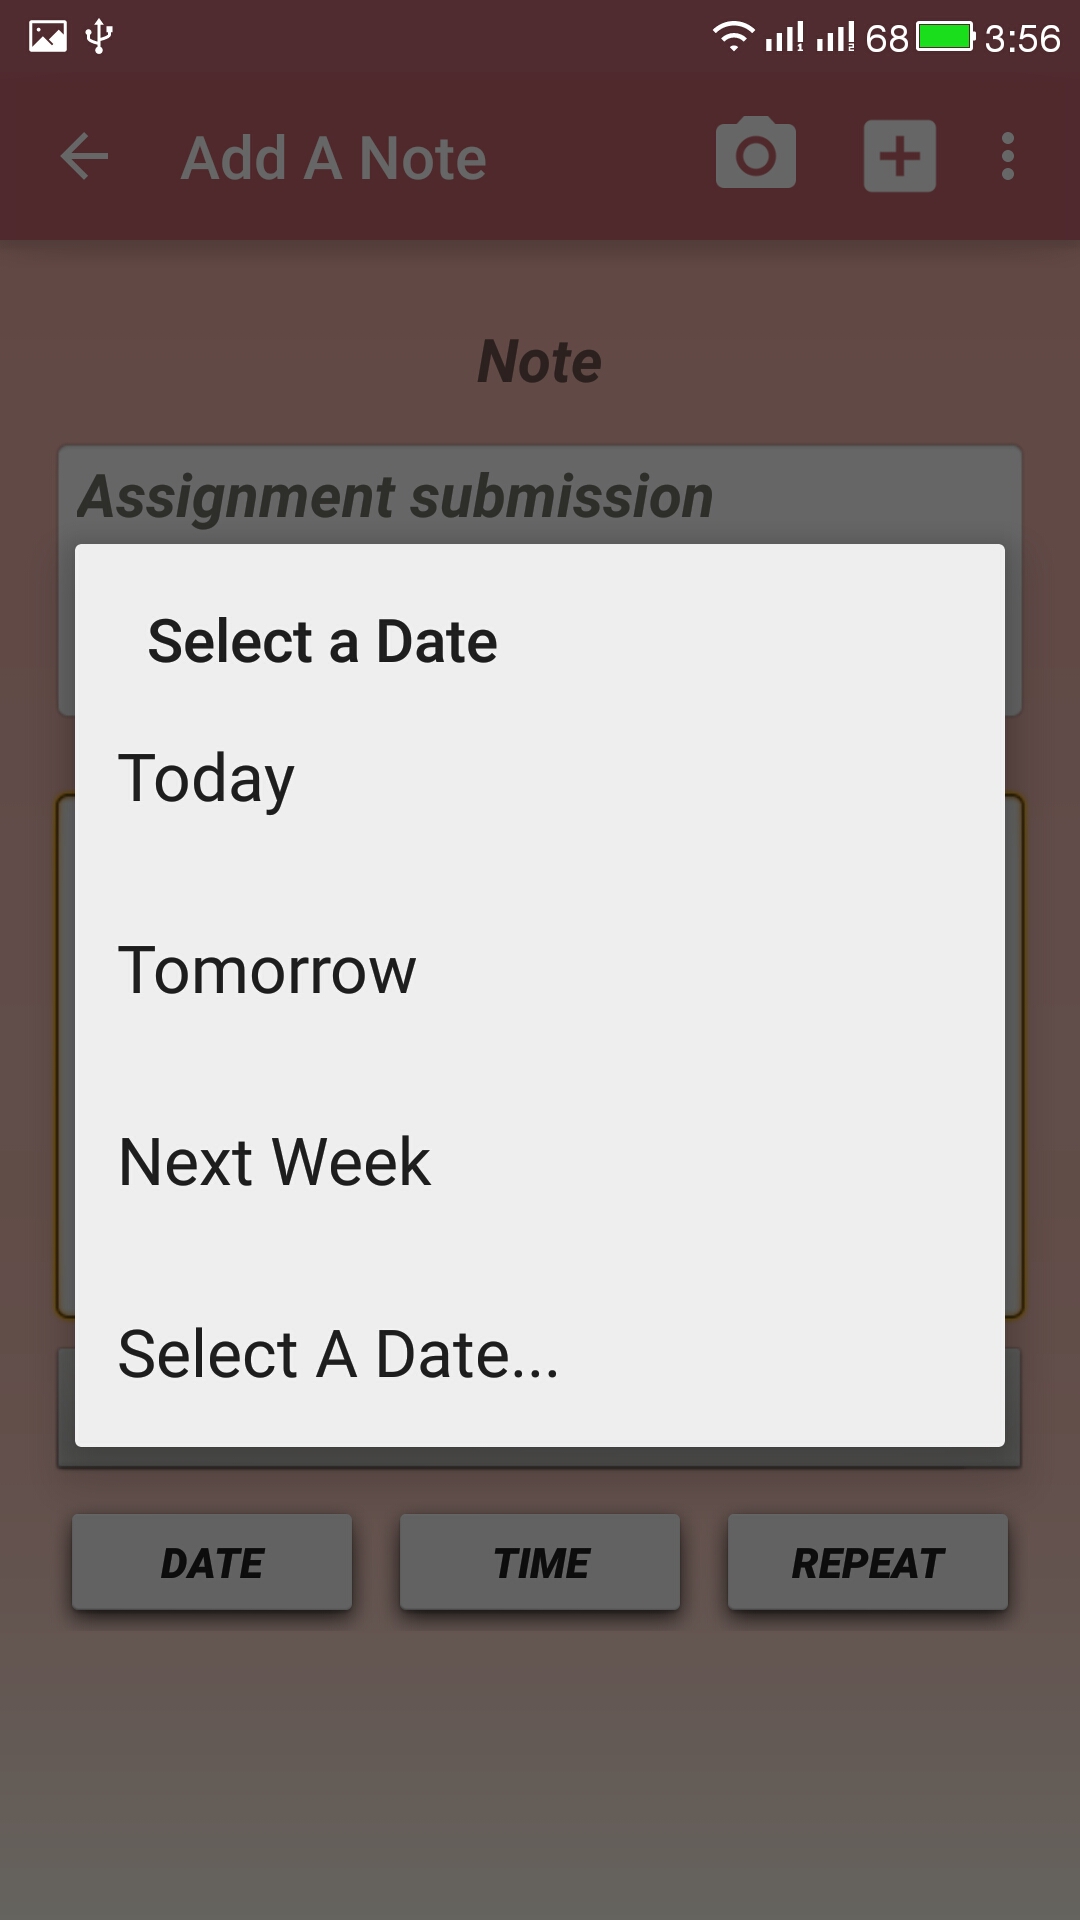 68 3:56
Add A Note
Note
Assignment submission
Select a Date
Today
Tomorrow
Next Week
Select A Date...
DATE TIME REPEAT